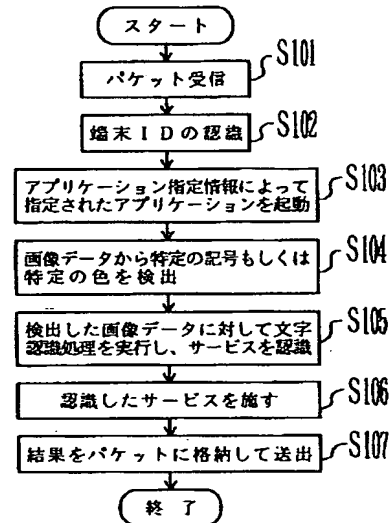 スタート
S101
パケット受信
S102
端末IDの認識
S103
アプリケーション指定情報によって
指定されたアプリケーションを起動
S104
画像データから特定の記号もしくは
特定の色を検出
S105
検出した画像データに対して文字
認識処理を実行し、サービスを認識
S106
認識したサービスを施す
S107
結果をパケットに格納して送出
終了